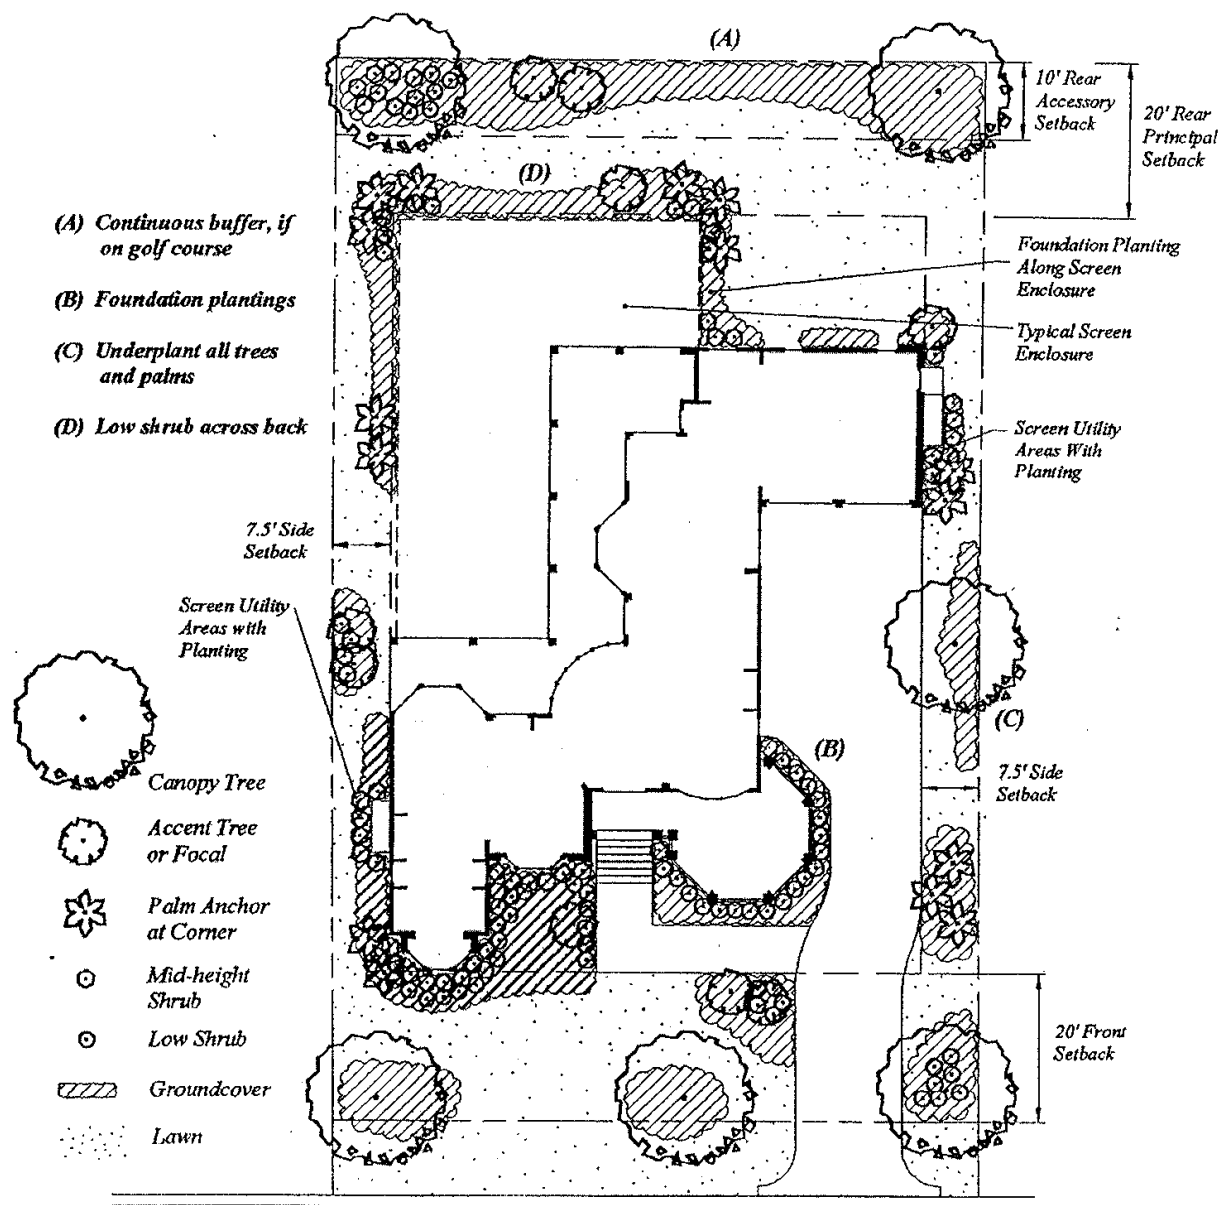 (A)
10' Rear
Accessory
Setback
20' Rear
Principal
Setback
(D)
(A) Continuous buffer, if
on golf course
(B) Foundation plantings
(C) Underplant all trees
and palms
(D) Low shrub across back
Foundation Planting
Along Screen
Enclosure
Typical Screen
Enclosure
Screen Utility
Areas With
Planting
7.5' Side
Setback
Screen Utility
Areas with
Planting
(C)
(B)
7.5' Side
Setback
Canopy Tree
Accent Tree
or Focal
Palm Anchor
at Corner
Mid-height
Shrub
Low Shrub
Groundcover
Lawn
20' Front
Setback